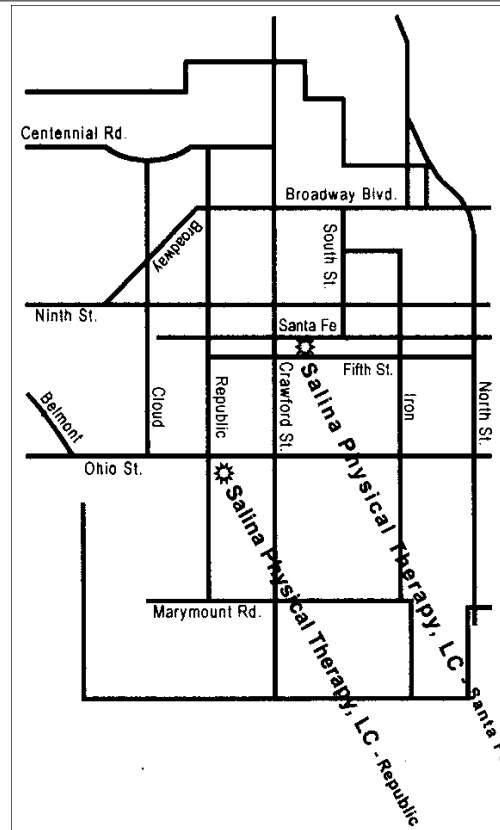 Centennial Rd.
Broadway Blvd.
Broadway
South St.
Ninth St.
Santa Fe
Fifth St.
Belmont
Cloud
Republic
Crawford St.
Iron
North St.
Ohio St.
Salina Physical Therapy, LC - Santa F
Salina Physical Therapy, LC - Republic
Marymount Rd.